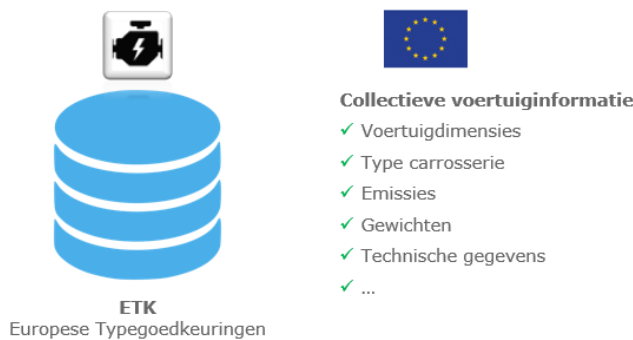 Collectieve voertuiginformatie
✓ Voertuigdimensies
✓ Type carrosserie
✓ Emissies
✓ Gewichten
✓ Technische gegevens
✓ ...
ETK
Europese Typegoedkeuringen